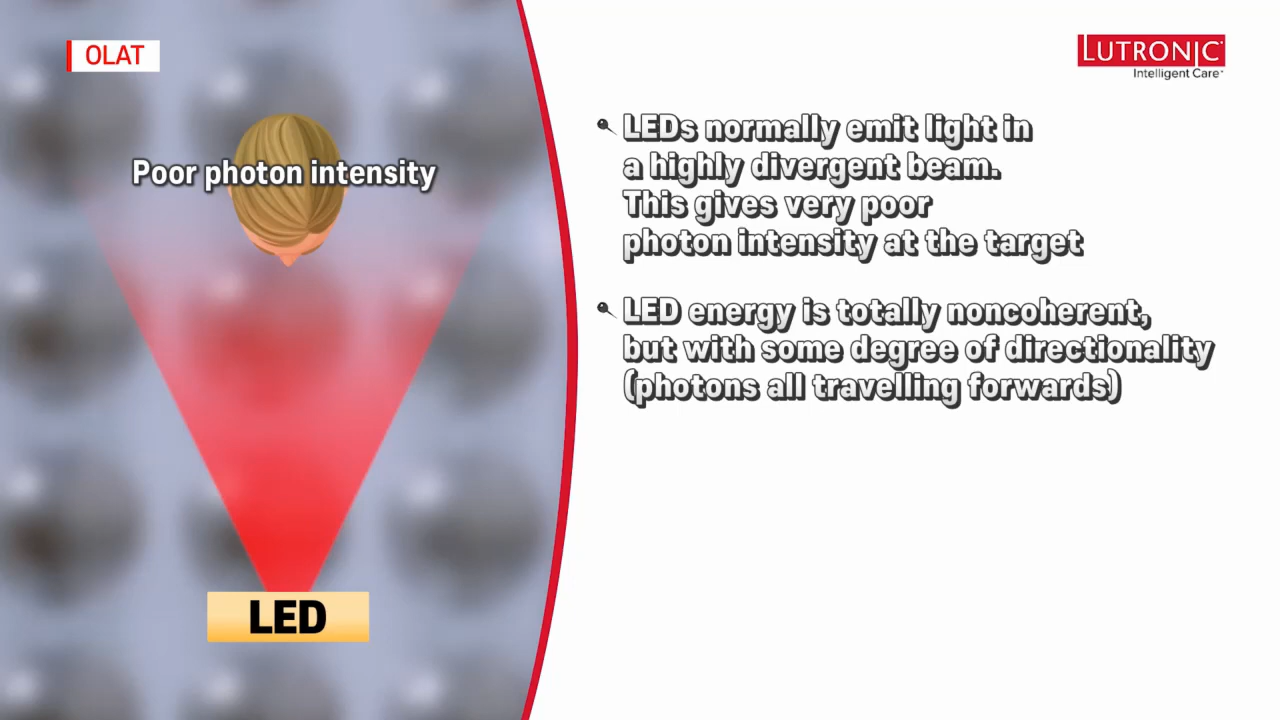 OLAT
LUTRONIC
Intelligent Care™
Poor photon intensity
LED
LEDs normally emit light in
a highly divergent beam.
This gives very poor
photon intensity at the target
LED energy is totally noncoherent,
but with some degree of directionality
(photons all travelling forwards)